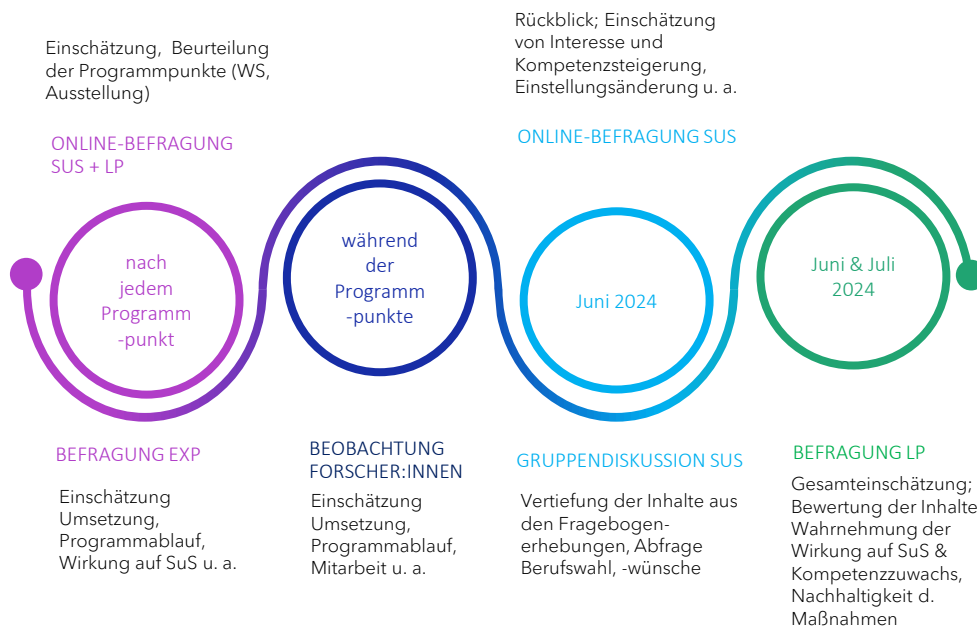 Einschätzung, Beurteilung
der Programmpunkte (WS,
Ausstellung)
ONLINE-BEFRAGUNG
SUS + LP
nach
jedem
Programm
-punkt
BEFRAGUNG EXP
Einschätzung
Umsetzung,
Programmablauf,
Wirkung auf SuS u. a.
während
der
Programm
-punkte
BEOBACHTUNG
FORSCHER:INNEN
Einschätzung
Umsetzung,
Programmablauf,
Mitarbeit u. a.
Rückblick; Einschätzung
von Interesse und
Kompetenzsteigerung,
Einstellungsänderung u. a.
ONLINE-BEFRAGUNG SUS
Juni 2024
GRUPPENDISKUSSION SUS
Vertiefung der Inhalte aus
den Fragebogen-
erhebungen, Abfrage
Berufswahl, -wünsche
Juni & Juli
2024
BEFRAGUNG LP
Gesamteinschätzung;
Bewertung der Inhalte
Wahrnehmung der
Wirkung auf SuS &
Kompetenzzuwachs,
Nachhaltigkeit d.
Maßnahmen